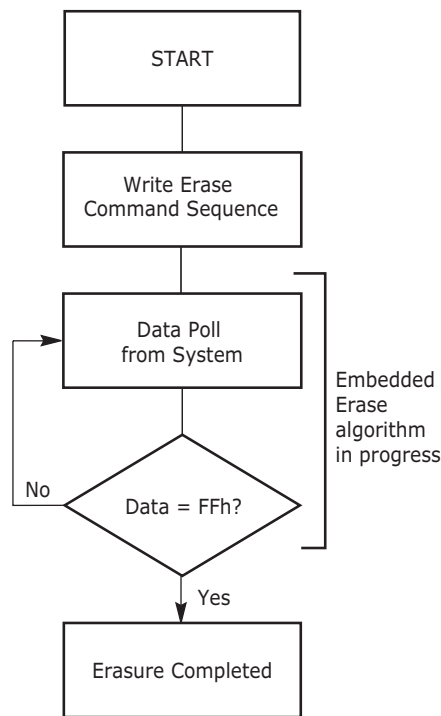 START
Write Erase
Command Sequence
Data Poll
from System
Embedded
Erase
algorithm
in progress
No
Data = FFh?
Yes
Erasure Completed